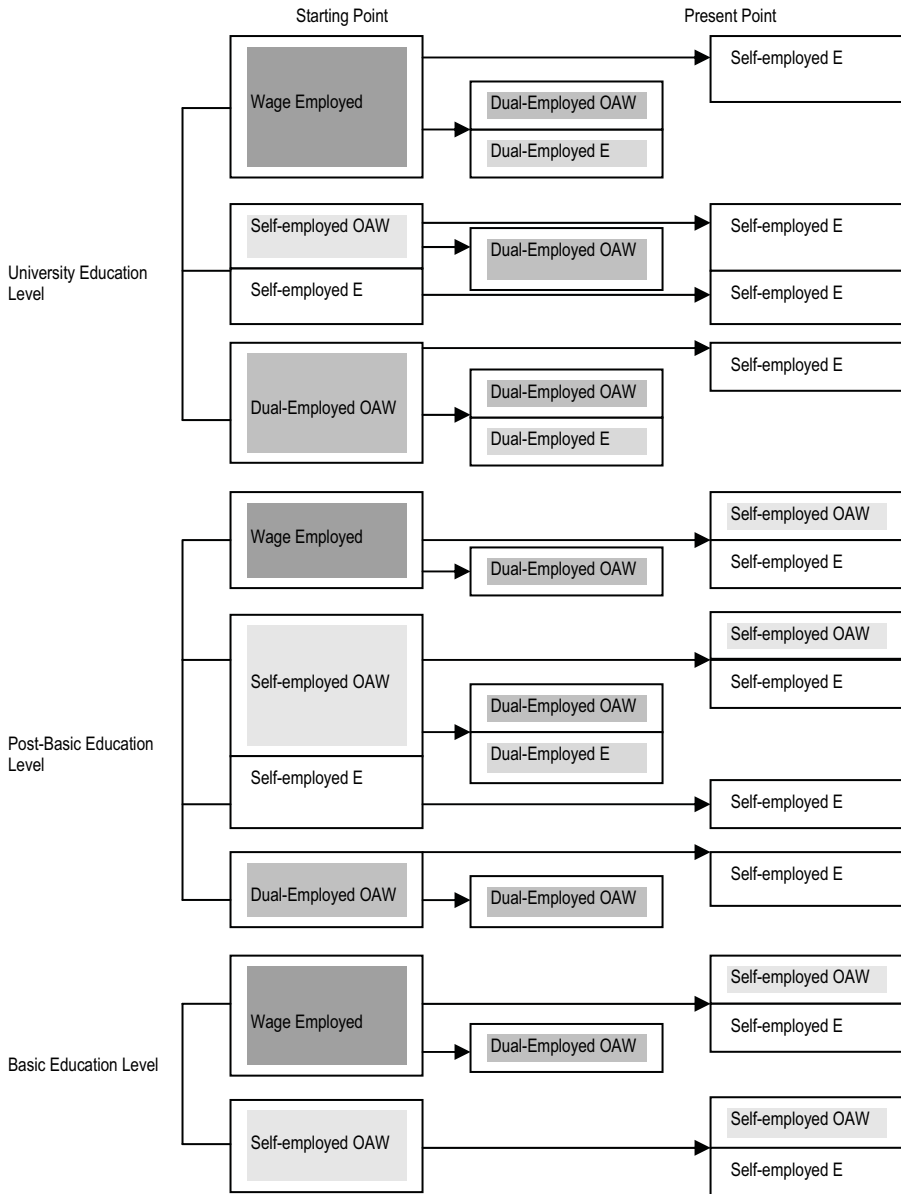 Starting Point
Present Point
University Education
Level
Wage Employed
Self-employed E
Dual-Employed OAW
Dual-Employed E
Self-employed OAW
Self-employed E
Dual-Employed OAW
Self-employed E
Self-employed E
Dual-Employed OAW
Self-employed E
Dual-Employed OAW
Dual-Employed E
Post-Basic Education
Level
Wage Employed
Self-employed OAW
Self-employed E
Dual-Employed OAW
Self-employed OAW
Self-employed OAW
Self-employed E
Dual-Employed OAW
Dual-Employed E
Self-employed E
Self-employed E
Dual-Employed OAW
Self-employed E
Dual-Employed OAW
Basic Education Level
Wage Employed
Self-employed OAW
Self-employed E
Dual-Employed OAW
Self-employed OAW
Self-employed OAW
Self-employed E